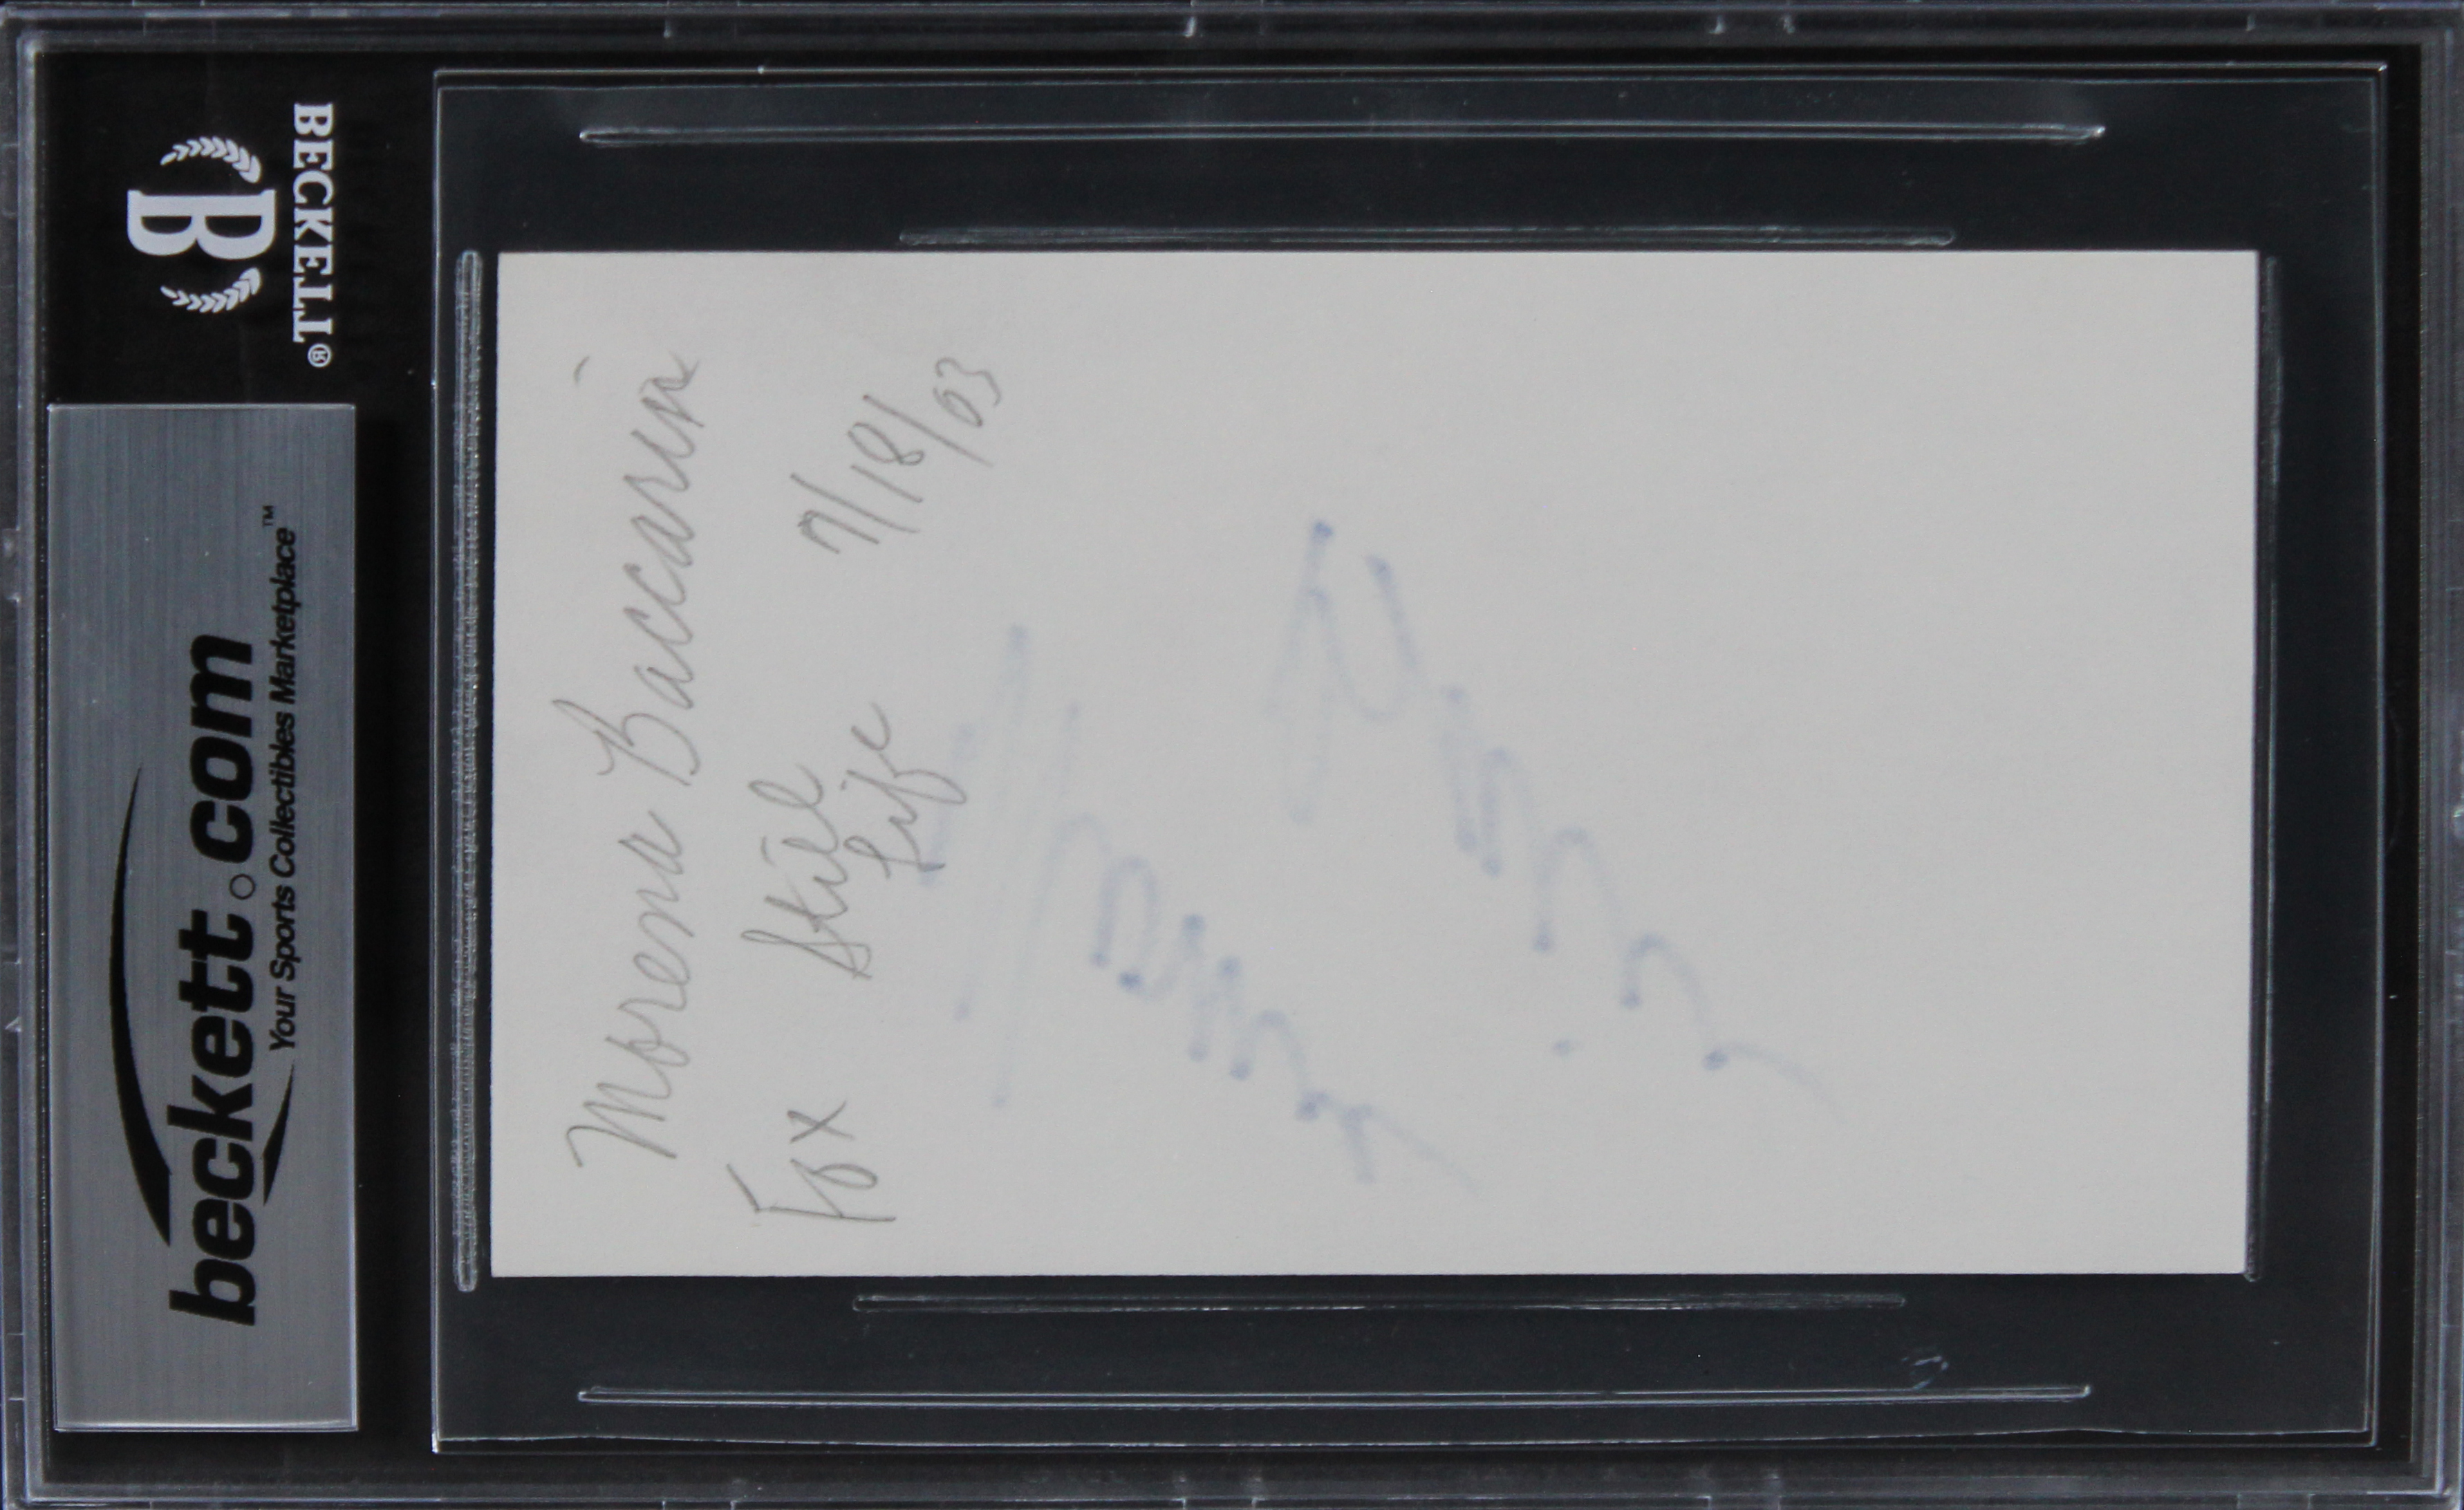 BECKETT®
B
beckett.com
Your Sports Collectibles Marketplace™
Morena Baccarin
Fox Still 7/18/03
Life